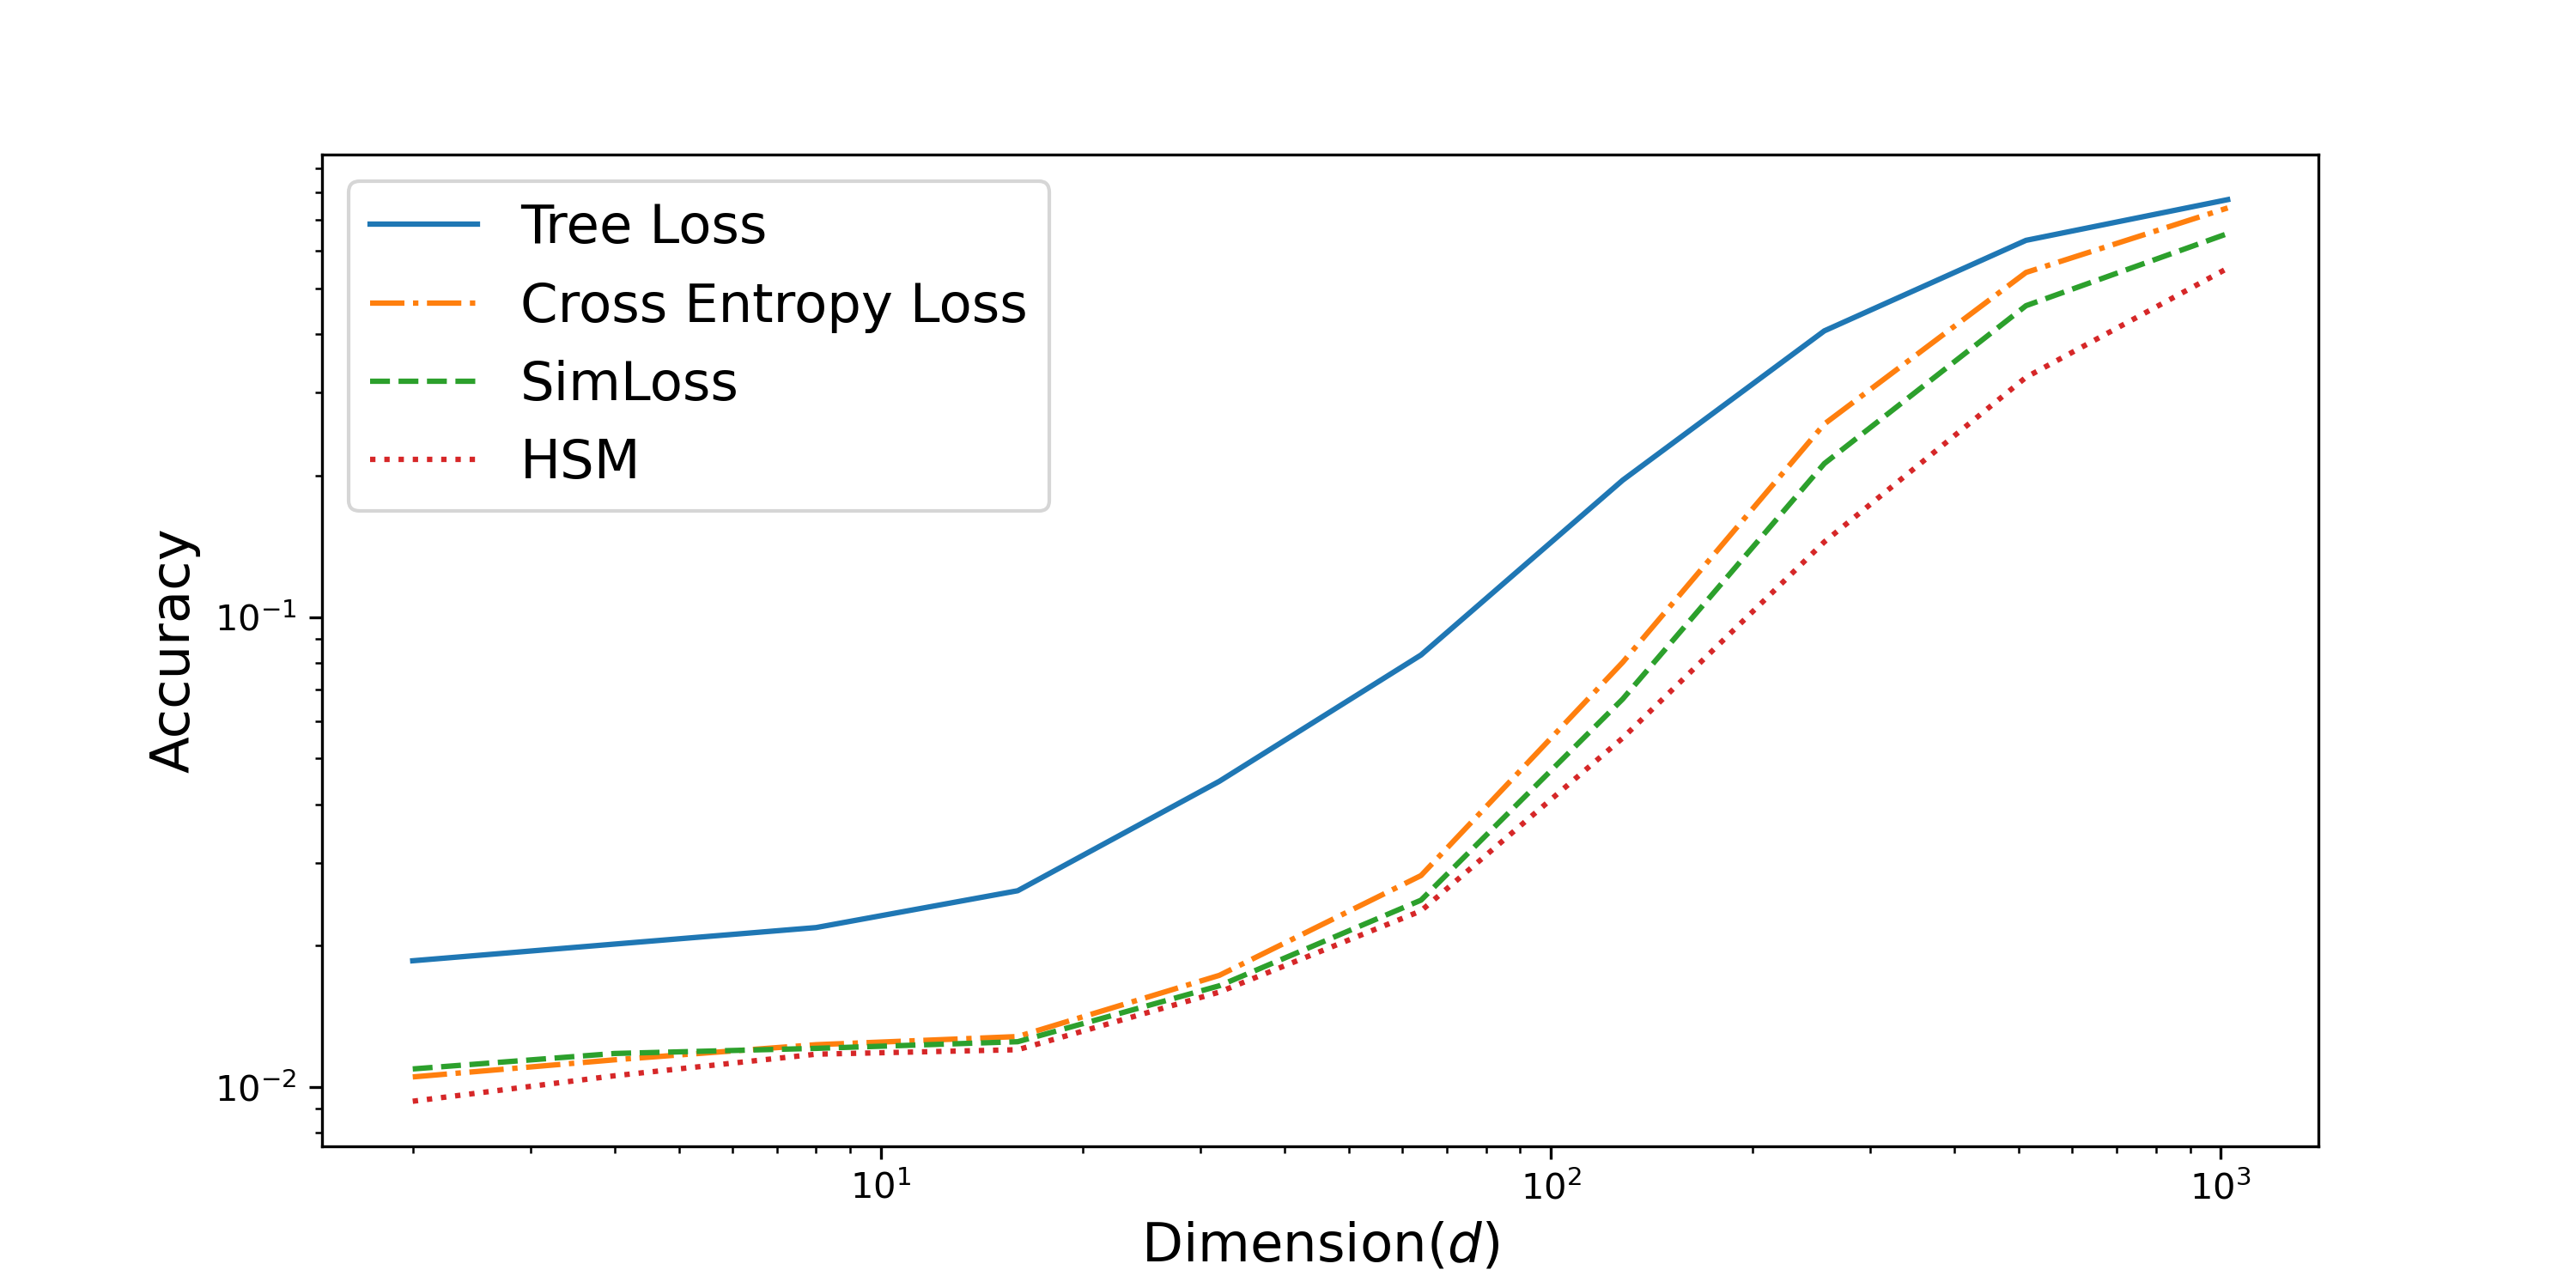 Tree Loss
Cross Entropy Loss
SimLoss
HSM
Accuracy
10⁻¹
10⁻²
10¹
10²
10³
Dimension(d)